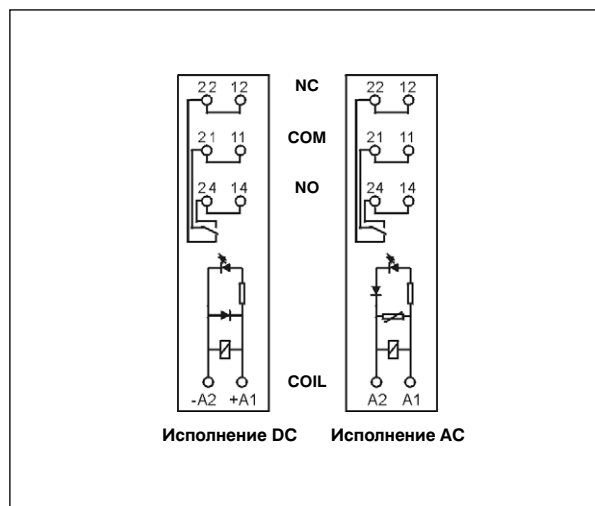 22 12 NC 22 12
21 11 COM 21 11
24 14 NO 24 14
-A2 +A1 COIL A2 A1
Исполнение DC Исполнение AC